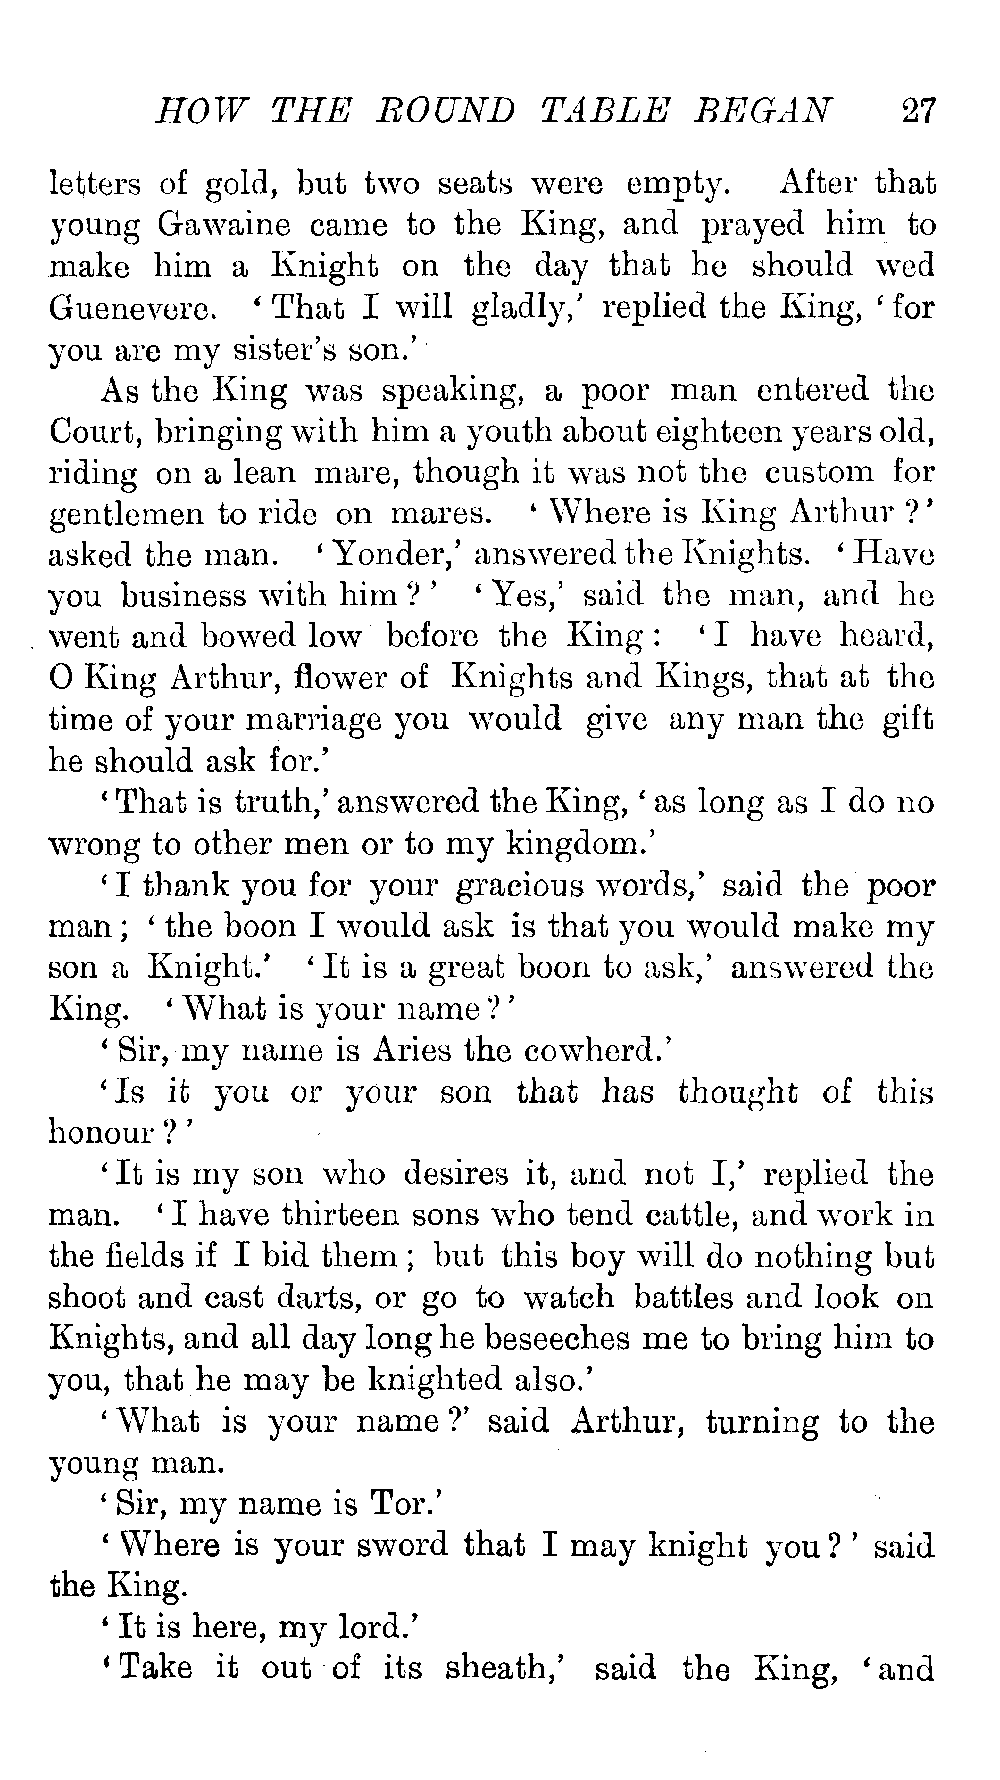 HOW THE ROUND TABLE BEGAN 27
letters of gold, but two seats were empty. After that
young Gawaine came to the King, and prayed him to
make him a Knight on the day that he should wed
Guenevere. ‘ That I will gladly,’ replied the King, ‘ for
you are my sister’s son.’
As the King was speaking, a poor man entered the
Court, bringing with him a youth about eighteen years old,
riding on a lean mare, though it was not the custom for
gentlemen to ride on mares. ‘ Where is King Arthur ? ’
asked the man. ‘ Yonder,’ answered the Knights. ‘ Have
you business with him ? ’ ‘ Yes,’ said the man, and he
went and bowed low before the King : ‘ I have heard,
O King Arthur, flower of Knights and Kings, that at the
time of your marriage you would give any man the gift
he should ask for.’
‘ That is truth,’ answered the King, ‘ as long as I do no
wrong to other men or to my kingdom.’
‘ I thank you for your gracious words,’ said the poor
man ; ‘ the boon I would ask is that you would make my
son a Knight.’ ‘ It is a great boon to ask,’ answered the
King. ‘ What is your name ? ’
‘ Sir, my name is Aries the cowherd.’
‘ Is it you or your son that has thought of this
honour ? ’
‘ It is my son who desires it, and not I,’ replied the
man. ‘ I have thirteen sons who tend cattle, and work in
the fields if I bid them ; but this boy will do nothing but
shoot and cast darts, or go to watch battles and look on
Knights, and all day long he beseeches me to bring him to
you, that he may be knighted also.’
‘ What is your name ?’ said Arthur, turning to the
young man.
‘ Sir, my name is Tor.’
‘ Where is your sword that I may knight you ? ’ said
the King.
‘ It is here, my lord.’
‘ Take it out of its sheath,’ said the King, ‘ and